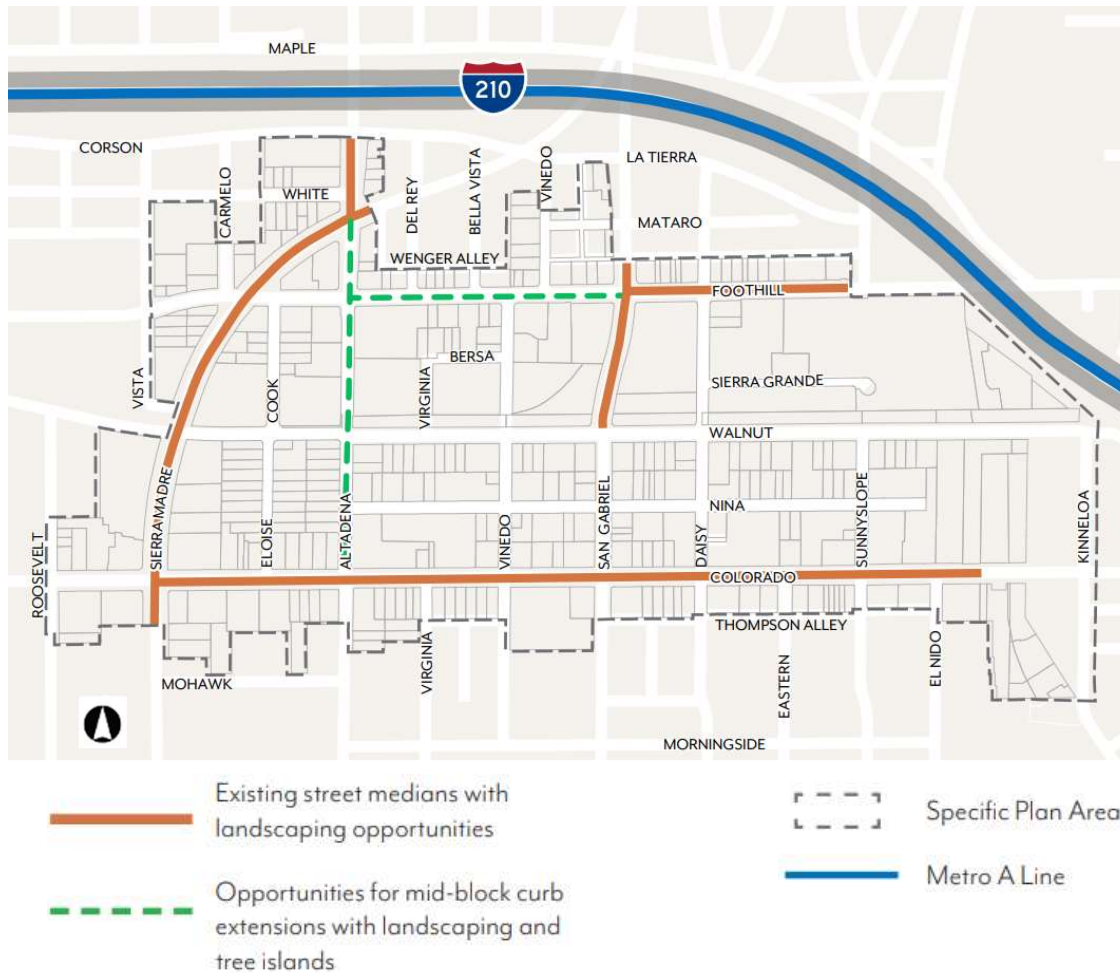 MAPLE
210
CORSON
LA TIERRA
BELLA VISTA
VINEDO
DEL REY
CARMELO
WHITE
MATARO
WENGER ALLEY
FOOTHILL
BERSA
VIRGINIA
SIERRA GRANDE
VISTA
COOK
WALNUT
SIERRA MADRE
ALTADENA
NINA
SAN GABRIEL
SUNNYSLOPE
KINNELOA
ELOISE
VINEDO
DAISY
ROOSEVELT
COLORADO
THOMPSON ALLEY
VIRGINIA
EL NIDO
MOHAWK
EASTERN
MORNINGSIDE
Existing street medians with
landscaping opportunities
Opportunities for mid-block curb
extensions with landscaping and
tree islands
Specific Plan Area
Metro A Line